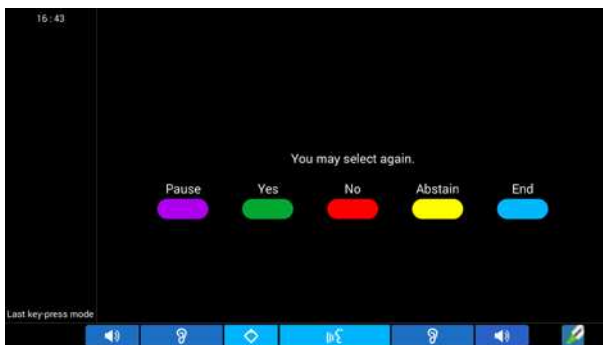 16:43
You may select again.
Pause Yes No Abstain End
Last key-press mode